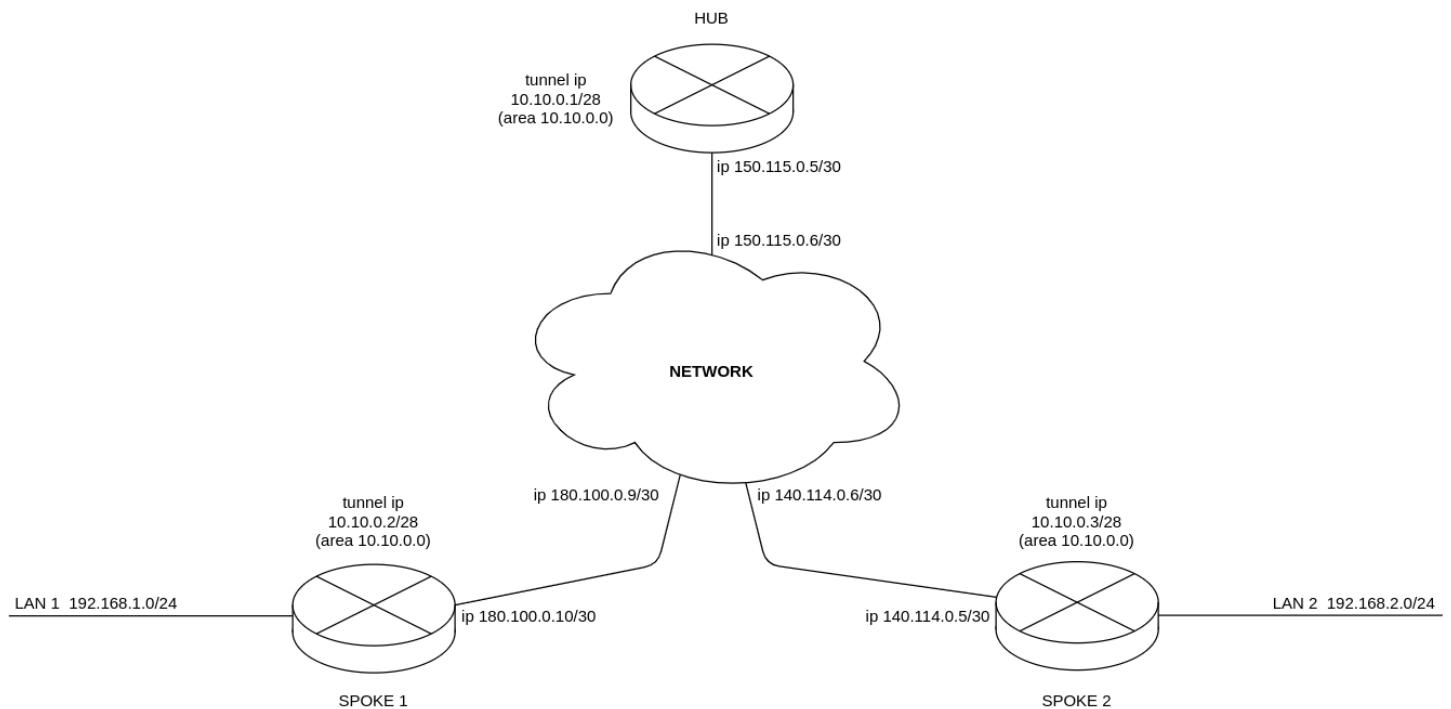 HUB
tunnel ip
10.10.0.1/28
(area 10.10.0.0)
ip 150.115.0.5/30
ip 150.115.0.6/30
NETWORK
ip 180.100.0.9/30
ip 140.114.0.6/30
tunnel ip
10.10.0.2/28
(area 10.10.0.0)
tunnel ip
10.10.0.3/28
(area 10.10.0.0)
LAN 1  192.168.1.0/24
ip 180.100.0.10/30
ip 140.114.0.5/30
LAN 2  192.168.2.0/24
SPOKE 1
SPOKE 2